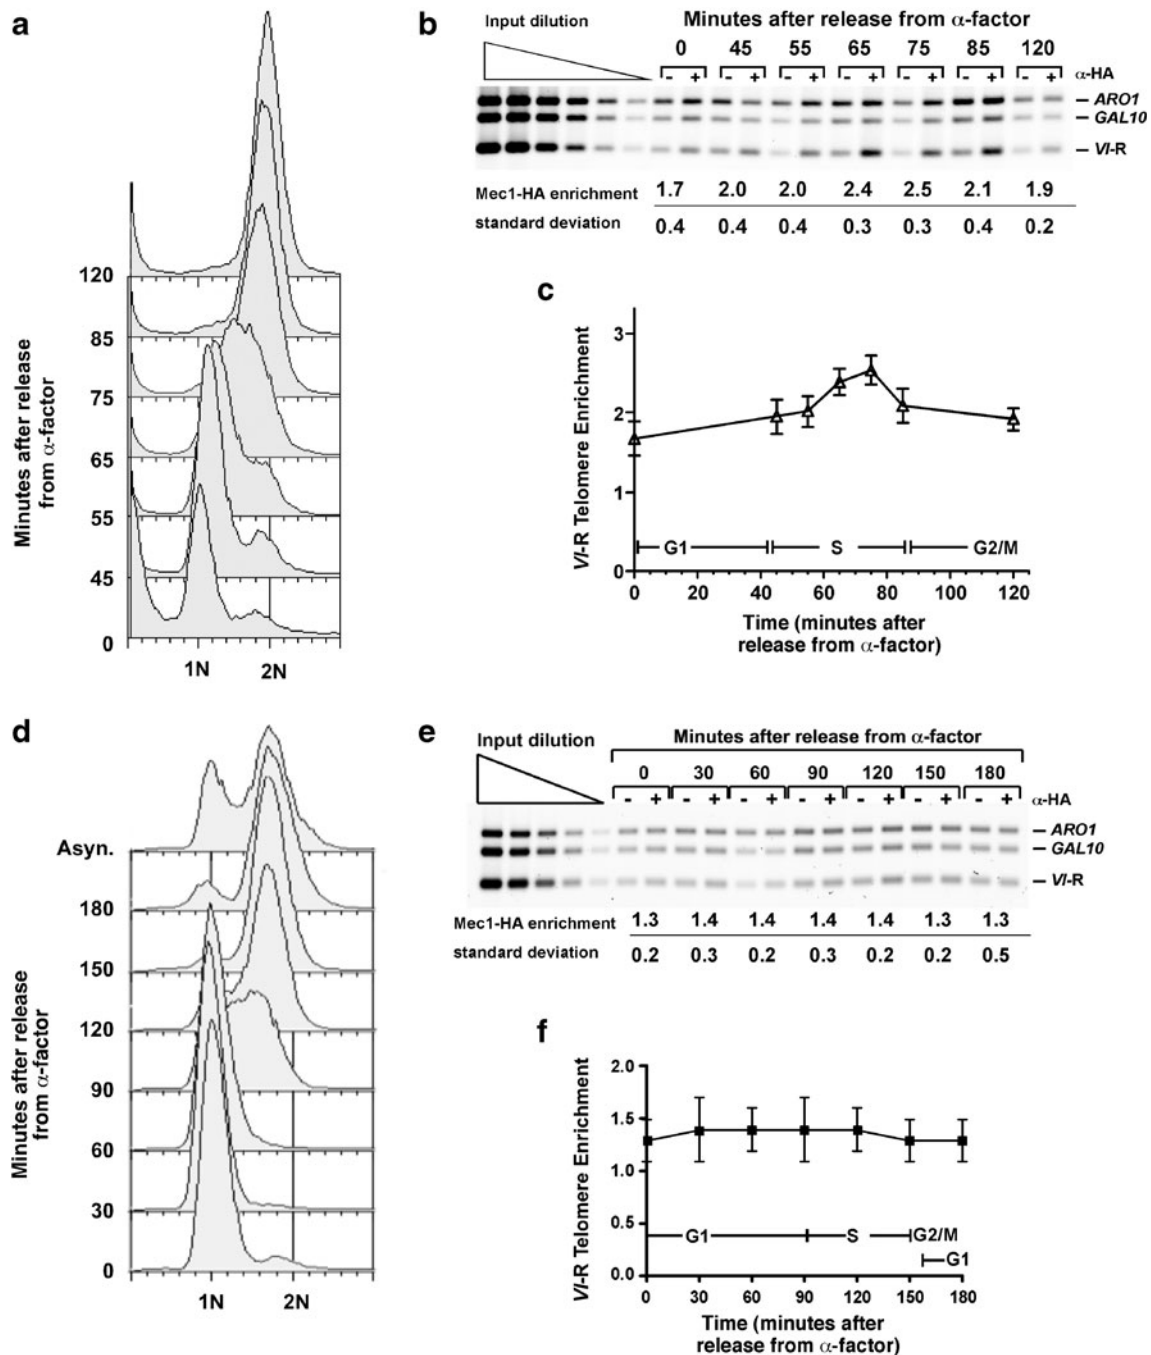 a
Minutes after release
from α-factor
120
85
75
65
55
45
0
1N
2N
b
Input dilution
Minutes after release from α-factor
0 45 55 65 75 85 120
- + - + - + - + - + - + - +
α-HA
ARO1
GAL10
VI-R
Mec1-HA enrichment 1.7 2.0 2.0 2.4 2.5 2.1 1.9
standard deviation 0.4 0.4 0.4 0.3 0.3 0.4 0.2
c
VI-R Telomere Enrichment
3
2
1
0
G1 S G2/M
0 20 40 60 80 100 120
Time (minutes after
release from α-factor)
d
Minutes after release
from α-factor
Asyn.
180
150
120
90
60
30
0
1N
2N
e
Input dilution
Minutes after release from α-factor
0 30 60 90 120 150 180
- + - + - + - + - + - + - +
α-HA
ARO1
GAL10
VI-R
Mec1-HA enrichment 1.3 1.4 1.4 1.4 1.4 1.3 1.3
standard deviation 0.2 0.3 0.2 0.3 0.2 0.2 0.5
f
VI-R Telomere Enrichment
2.0
1.5
1.0
0.5
0.0
G1 S G2/M
G1
0 30 60 90 120 150 180
Time (minutes after
release from α-factor)